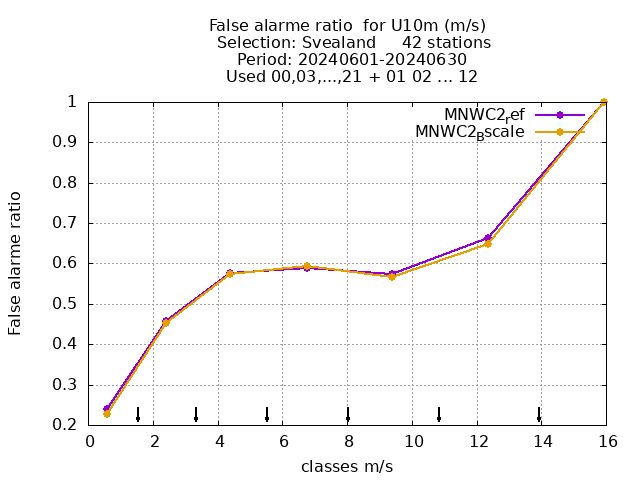 False alarme ratio  for U10m (m/s)
Selection: Svealand     42 stations
Period: 20240601-20240630
Used 00,03,...,21 + 01 02 ... 12
MNWC2ref
MNWC2Bscale
1
0.9
0.8
0.7
0.6
0.5
0.4
0.3
0.2
False alarme ratio
0 2 4 6 8 10 12 14 16
classes m/s